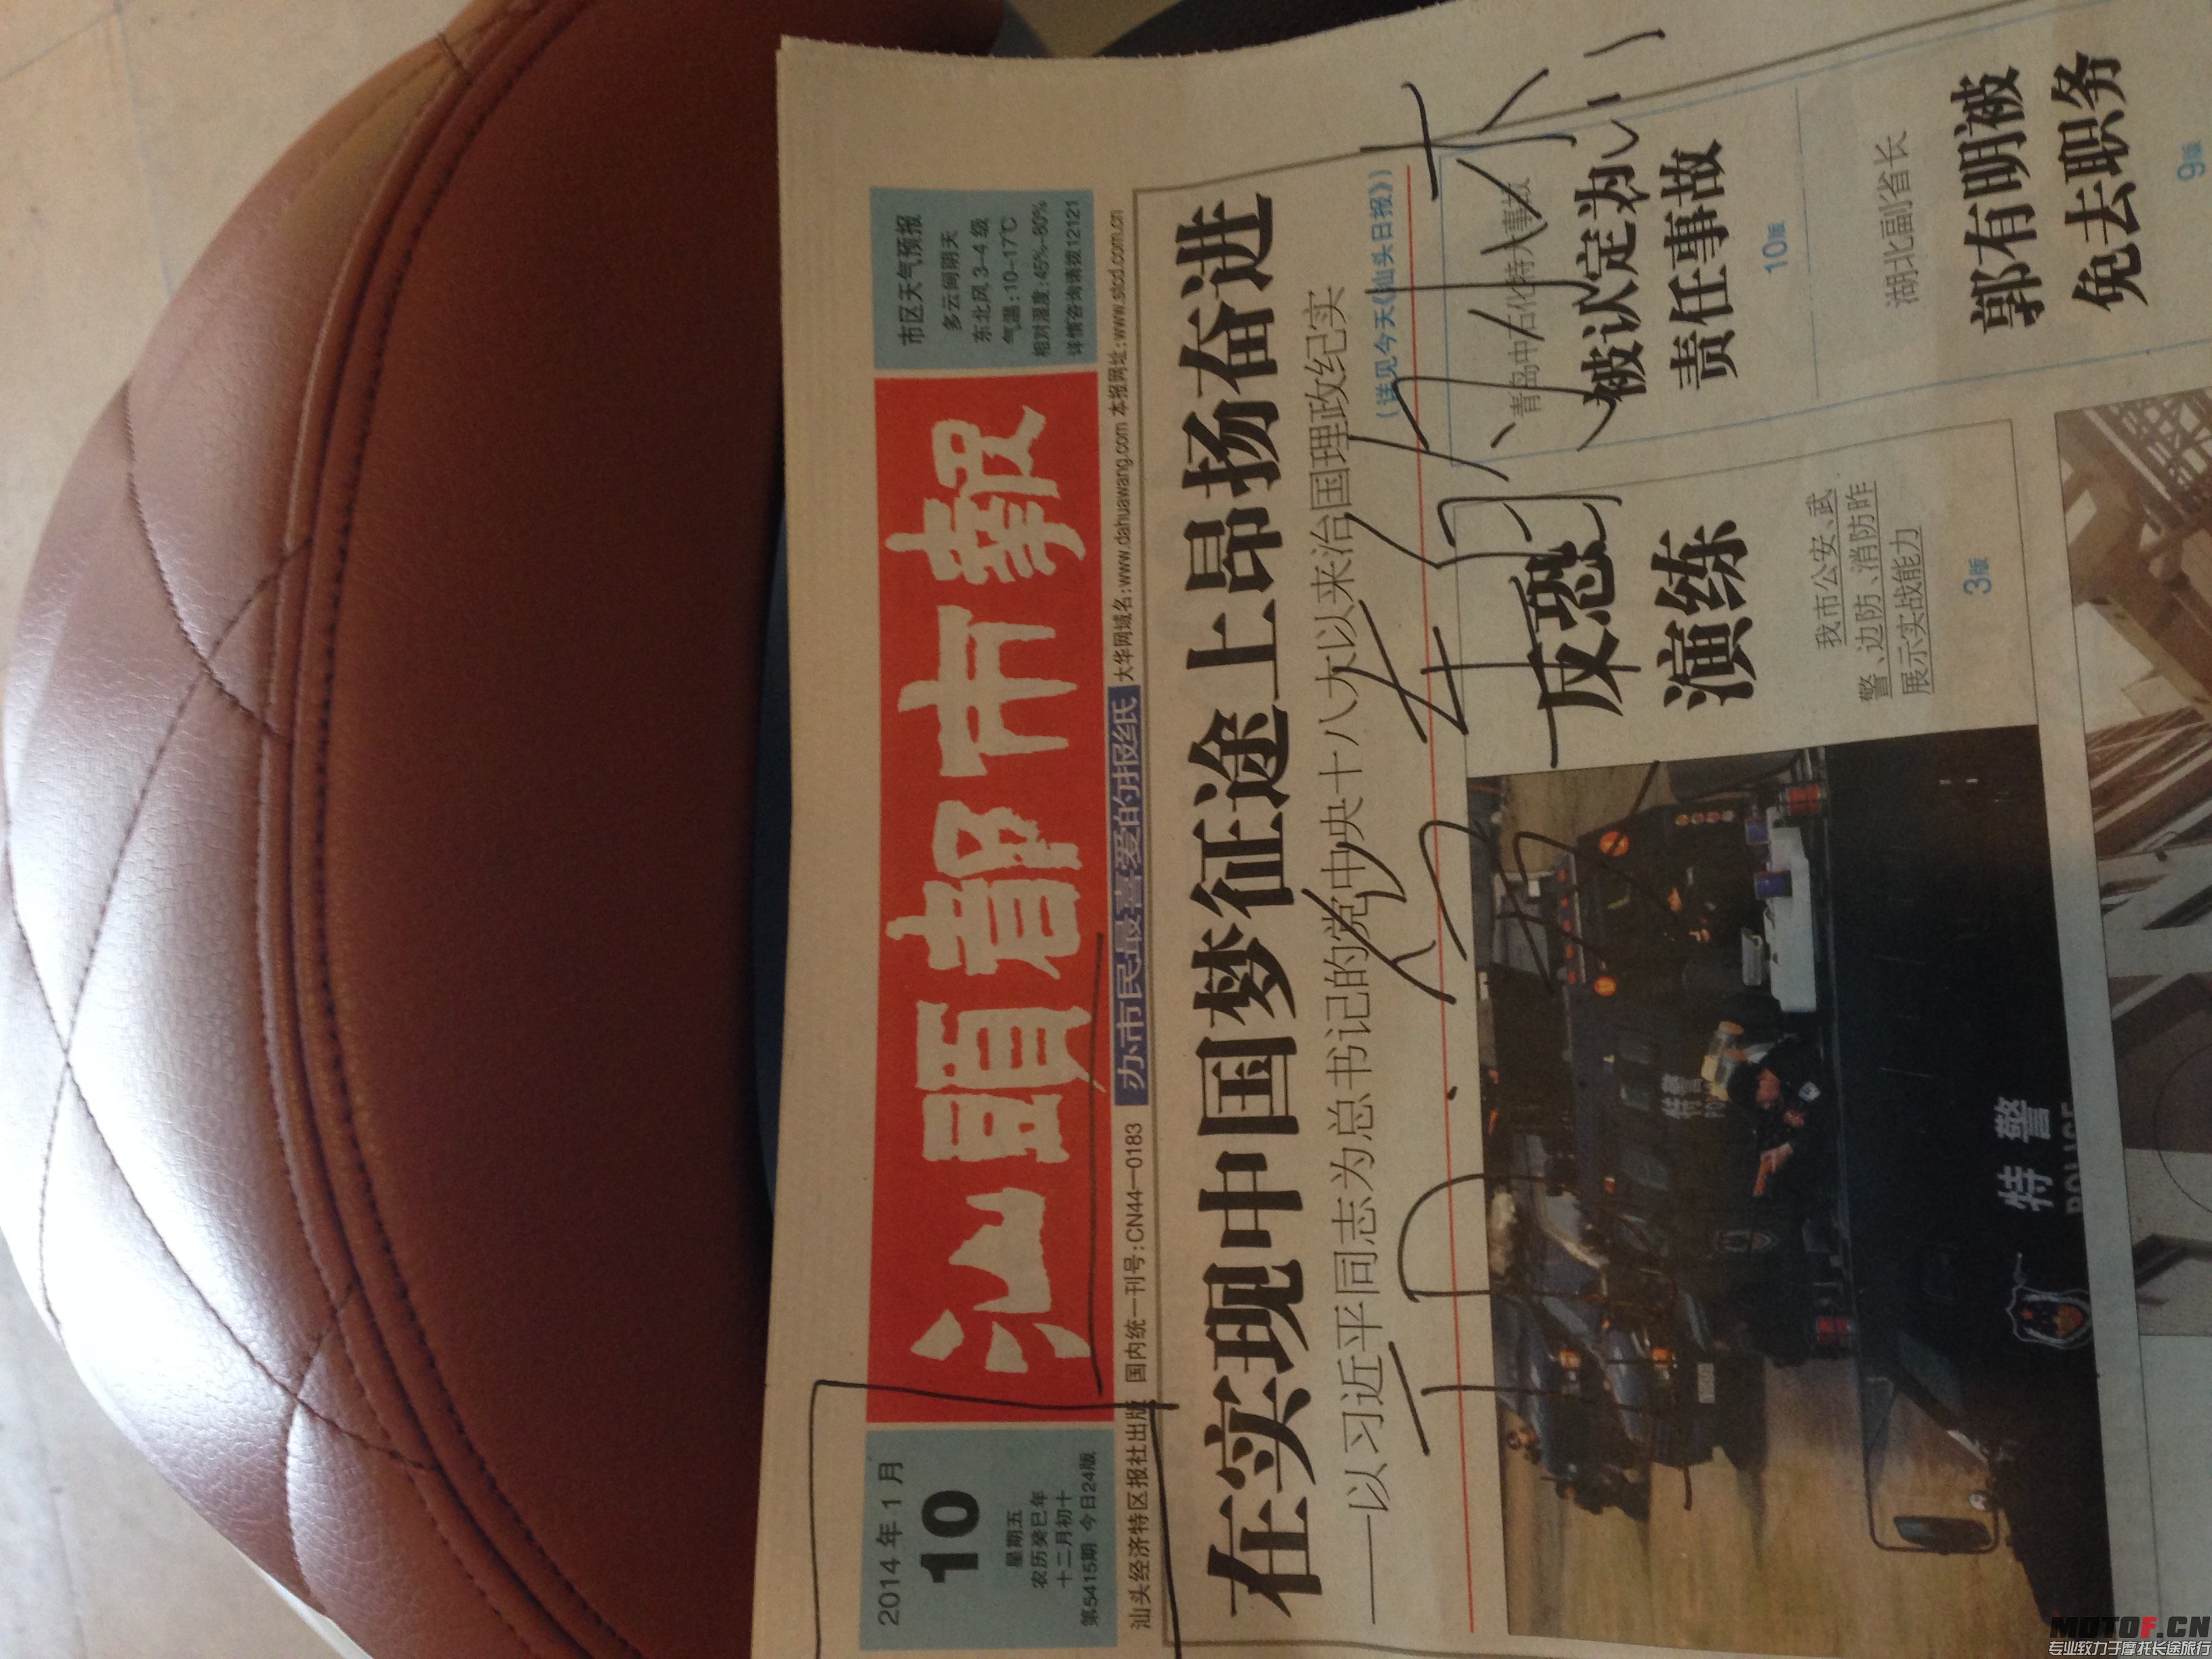 2014年1月
10
星期五
农历癸巳年
十二月初十
第5415期 今日24版
汕頭都市報
市区天气预报
多云间阴天
东北风3-4级
气温:10-17℃
相对湿度:45%-80%
详情咨询请拨12121
汕头经济特区报社出版 国内统一刊号:CN44—0183 办市民最喜爱的报纸 大华网域名:www.dahuawang.com 本报网址:www.stcd.com.cn
在实现中国梦征途上昂扬奋进
——以习近平同志为总书记的党中央十八大以来治国理政纪实
(详见今天《汕头日报》)
反恐
演练
我市公安、武
警、边防、消防昨
展示实战能力
3版
青岛中石化特大事故
被认定为
责任事故
10版
湖北副省长
郭有明被
免去职务
9版
特警
POLICE
特警
MOTOF.CN
专业致力于摩托长途旅行